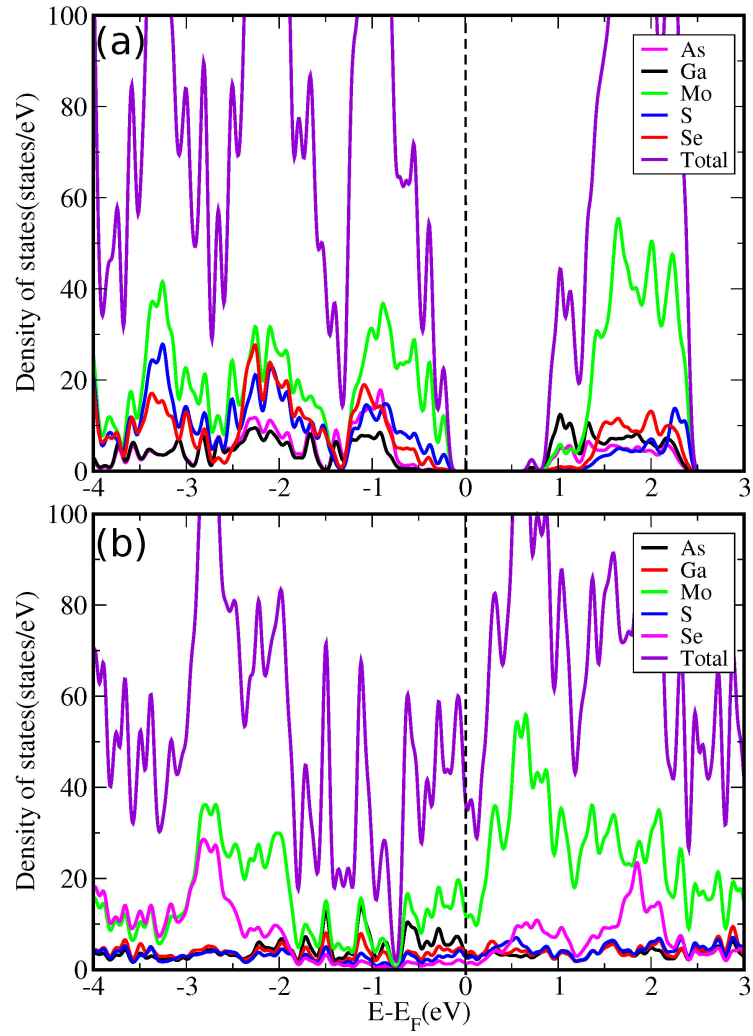 (a)
Density of states(states/eV)
100
80
60
40
20
0
As
Ga
Mo
S
Se
Total
-4 -3 -2 -1 0 1 2 3
(b)
Density of states(states/eV)
100
80
60
40
20
0
As
Ga
Mo
S
Se
Total
-4 -3 -2 -1 0 1 2 3
E-E_F(eV)